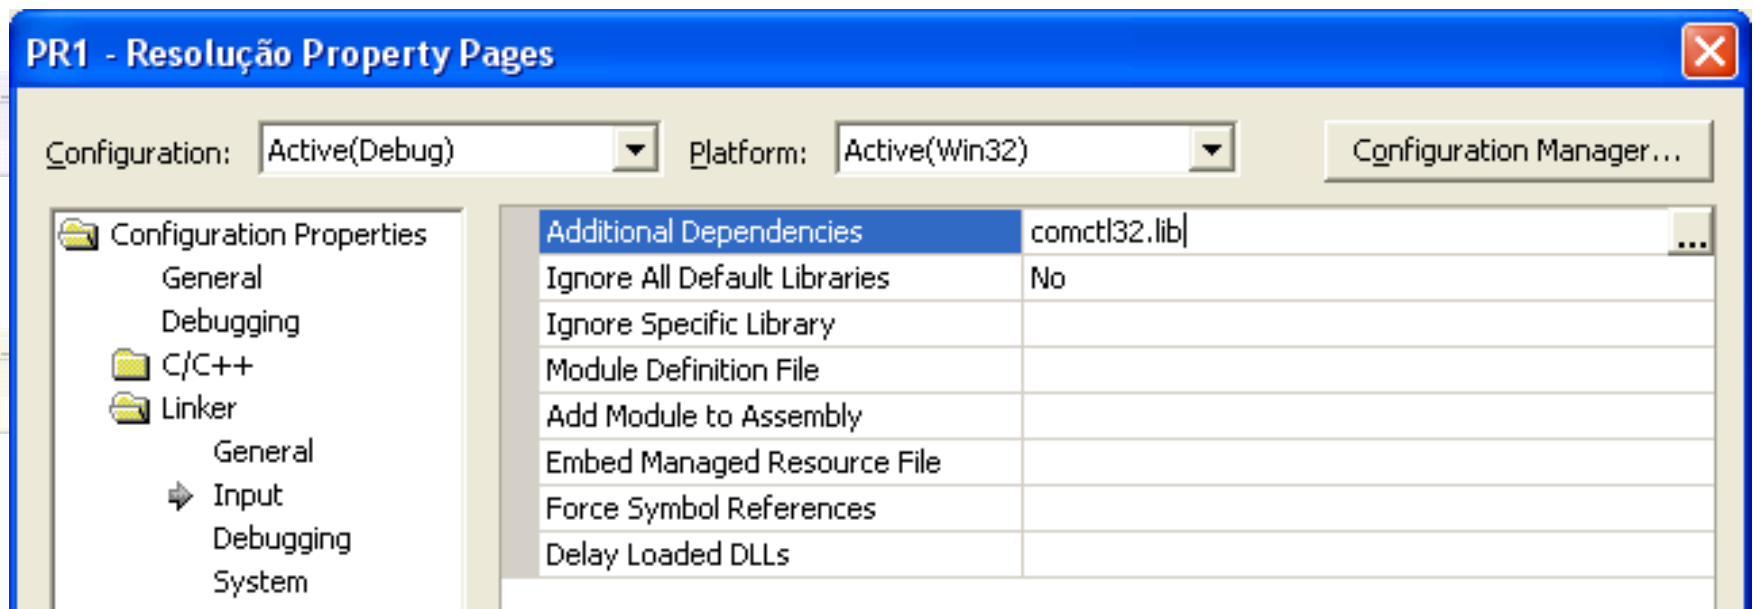 PR1 - Resolução Property Pages
Configuration: Active(Debug) Platform: Active(Win32) Configuration Manager...
Configuration Properties
General
Debugging
C/C++
Linker
General
Input
Debugging
System
Additional Dependencies comctl32.lib ...
Ignore All Default Libraries No
Ignore Specific Library
Module Definition File
Add Module to Assembly
Embed Managed Resource File
Force Symbol References
Delay Loaded DLLs